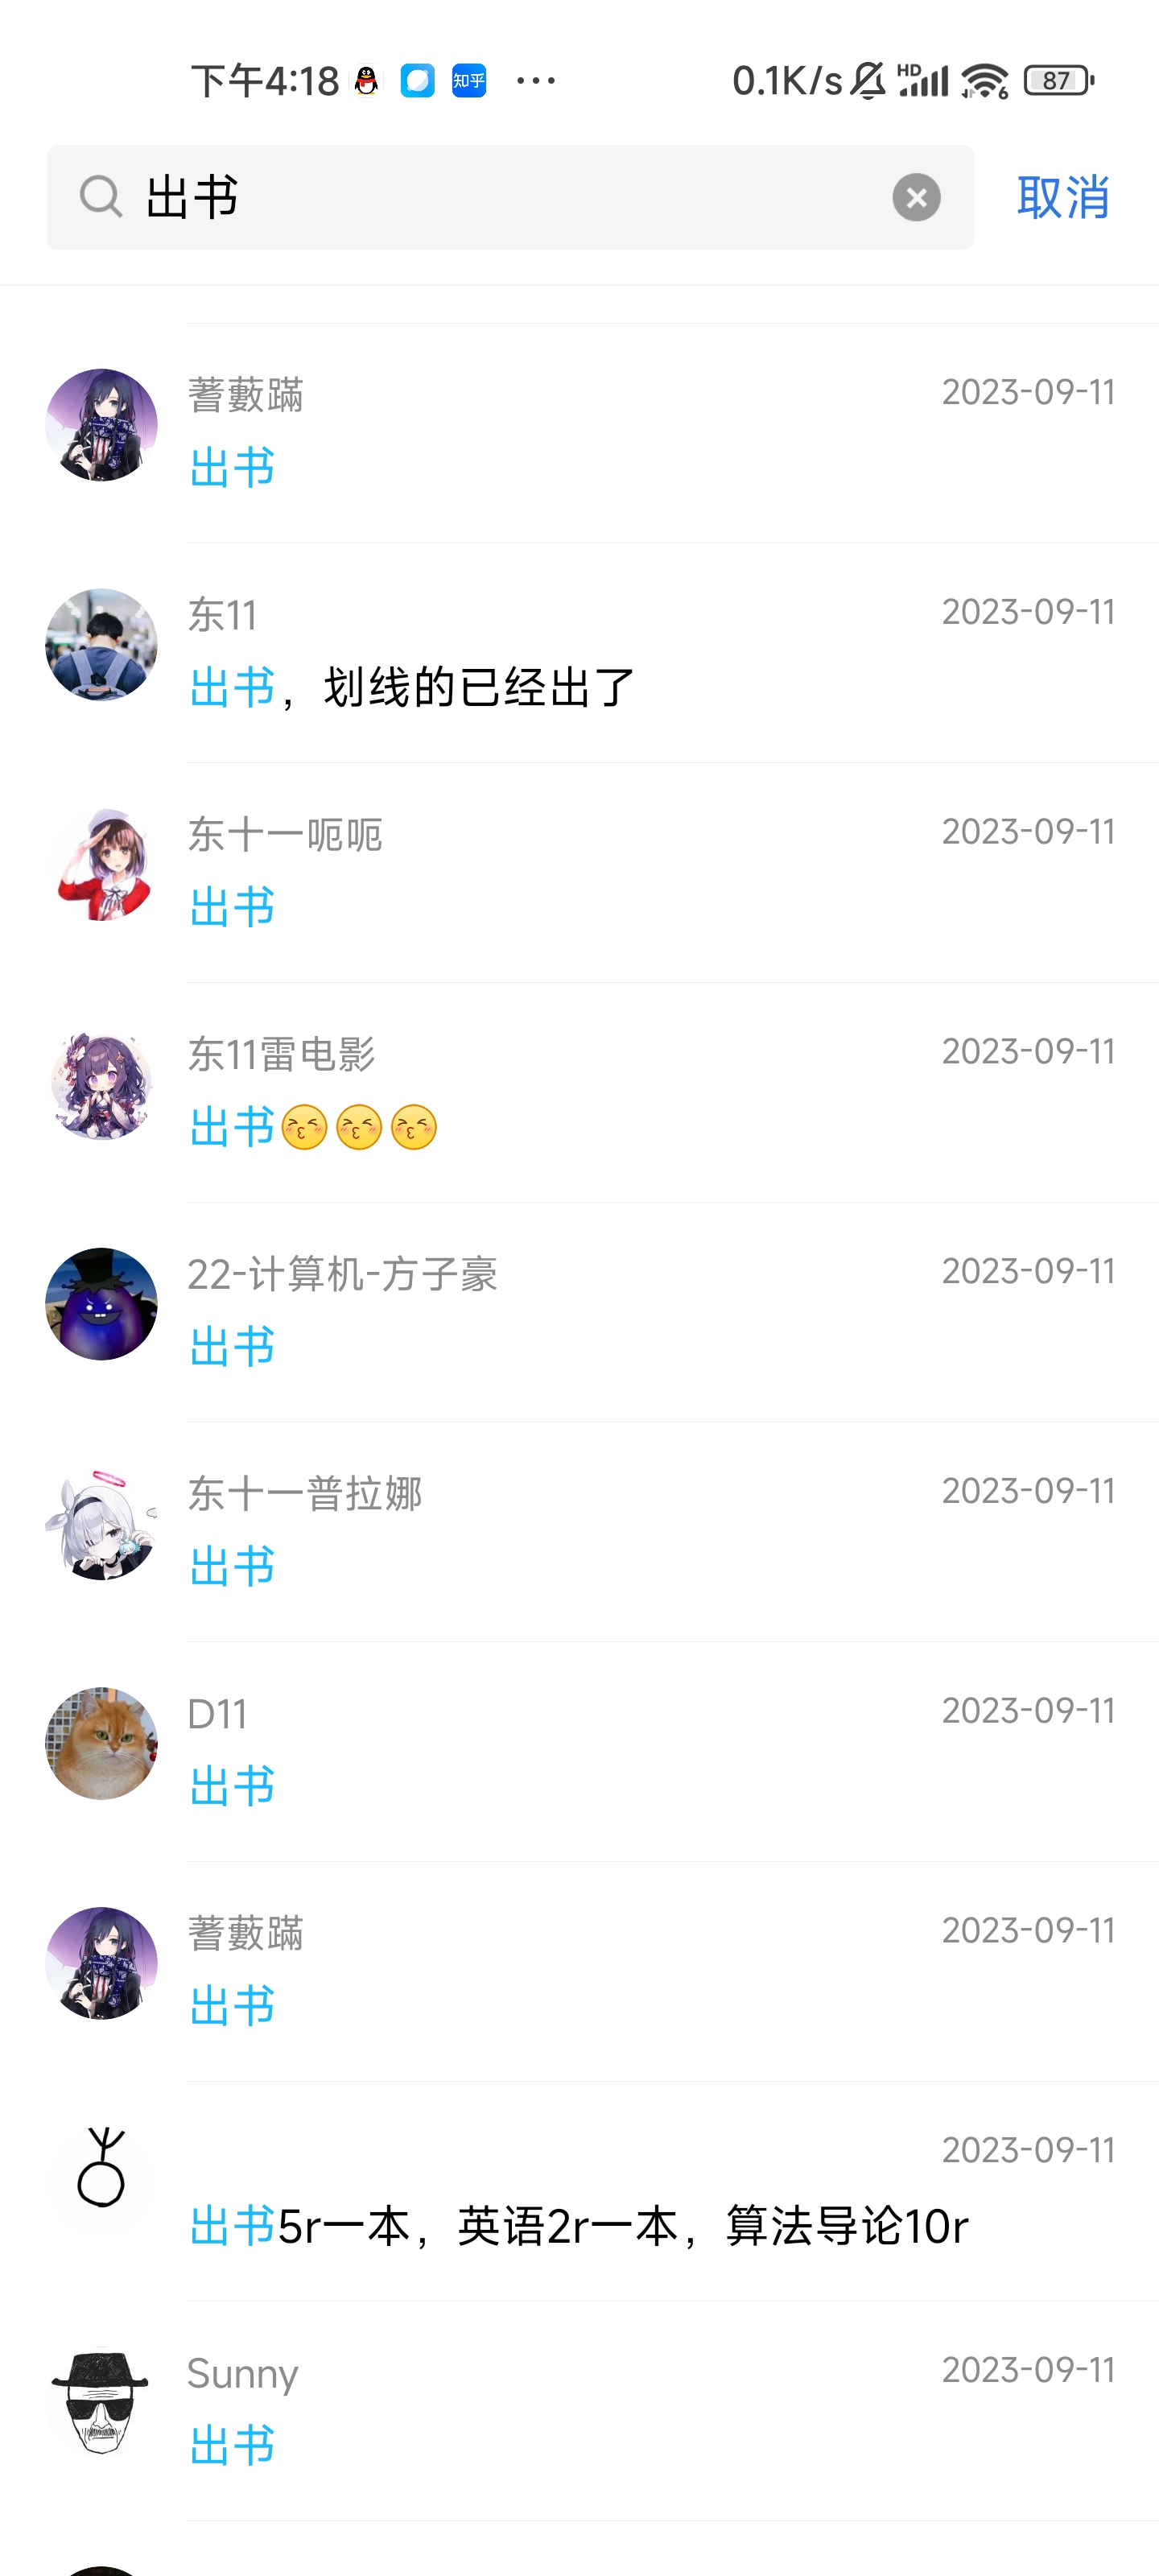 下午4:18 知乎 ··· 0.1K/s HD 6 87
出书 取消
蓍藪蹣 2023-09-11
出书
东11 2023-09-11
出书，划线的已经出了
东十一呃呃 2023-09-11
出书
东11雷电影 2023-09-11
出书
22-计算机-方子豪 2023-09-11
出书
东十一普拉娜 2023-09-11
出书
D11 2023-09-11
出书
蓍藪蹣 2023-09-11
出书
2023-09-11
出书5r一本，英语2r一本，算法导论10r
Sunny 2023-09-11
出书